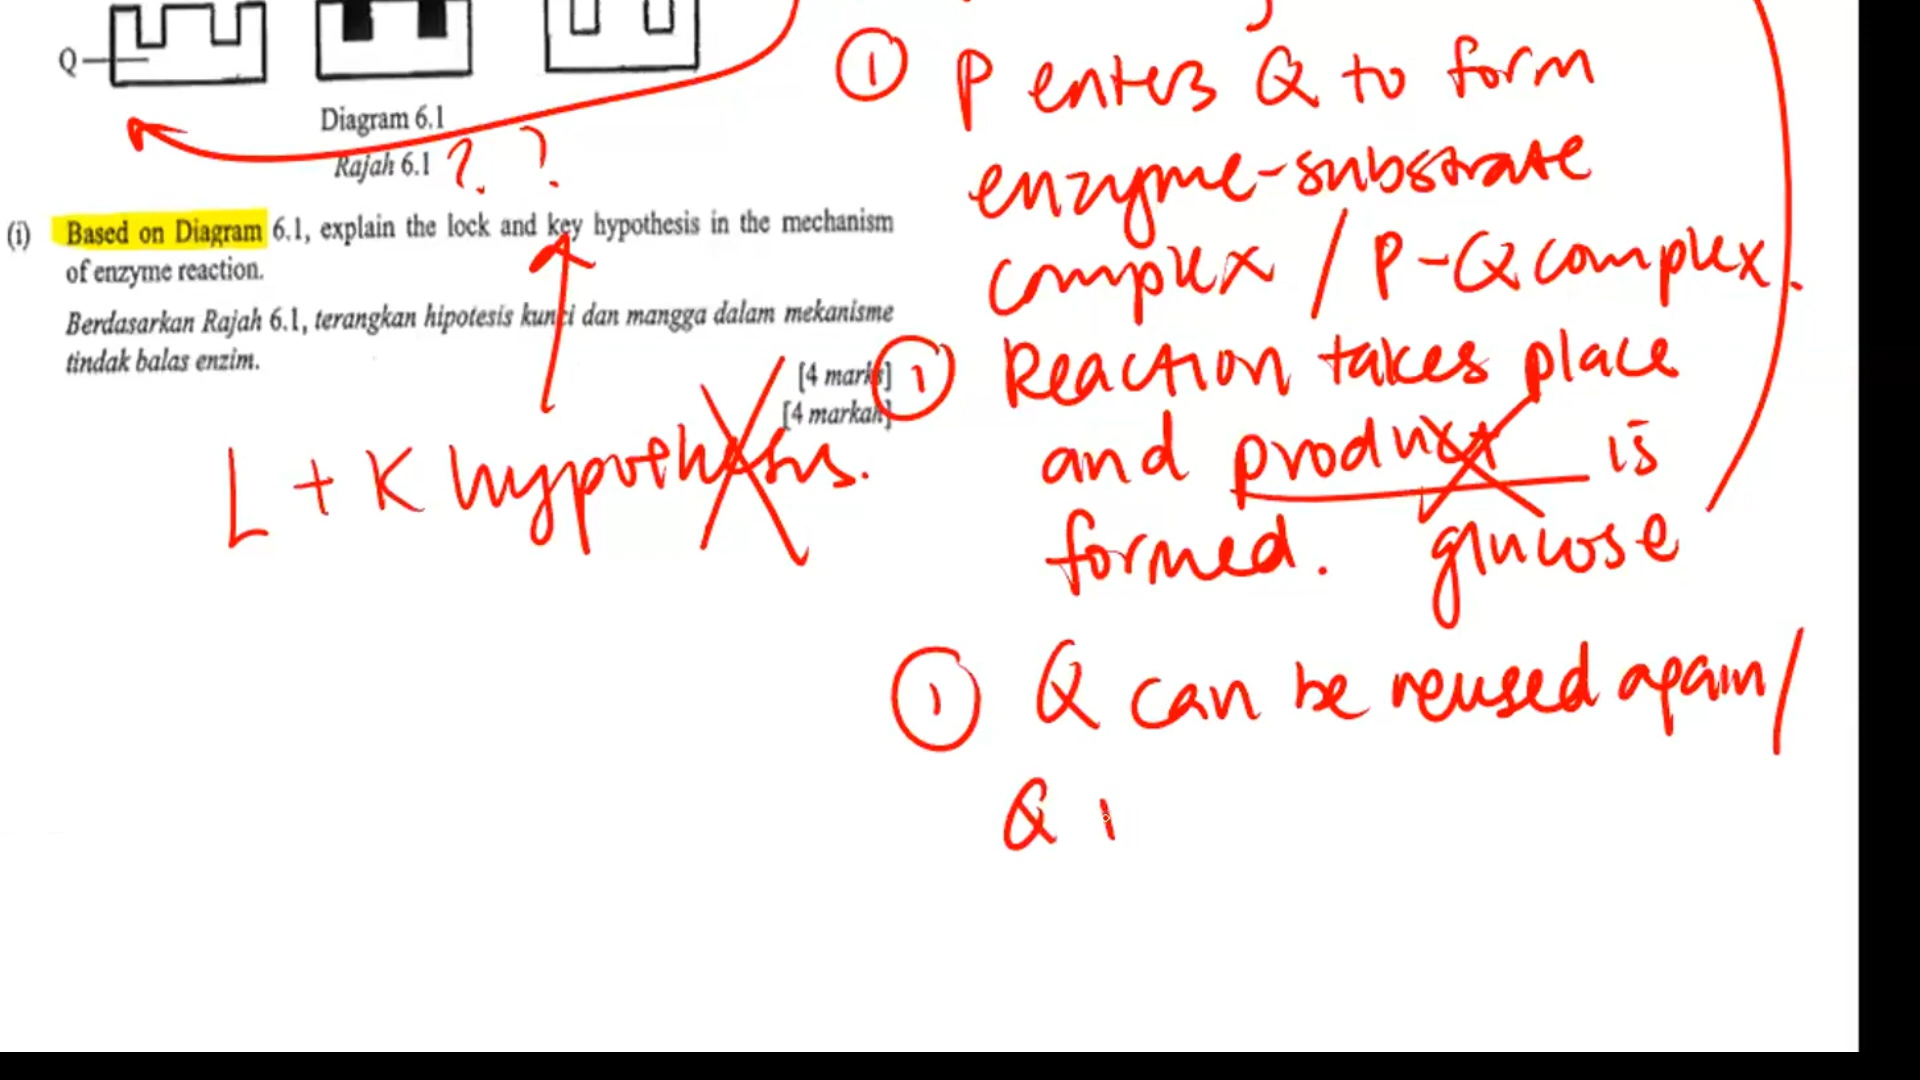 Q
Diagram 6.1
Rajah 6.1 ? ?
(i) Based on Diagram 6.1, explain the lock and key hypothesis in the mechanism
of enzyme reaction.
Berdasarkan Rajah 6.1, terangkan hipotesis kunci dan mangga dalam mekanisme
tindak balas enzim.
[4 marks]
[4 markah]
L + K hypothesis.
① P enters Q to form
enzyme-substrate
complex / P-Q complex.
① Reaction takes place
and product is
formed. glucose
① Q can be reused again/
Q